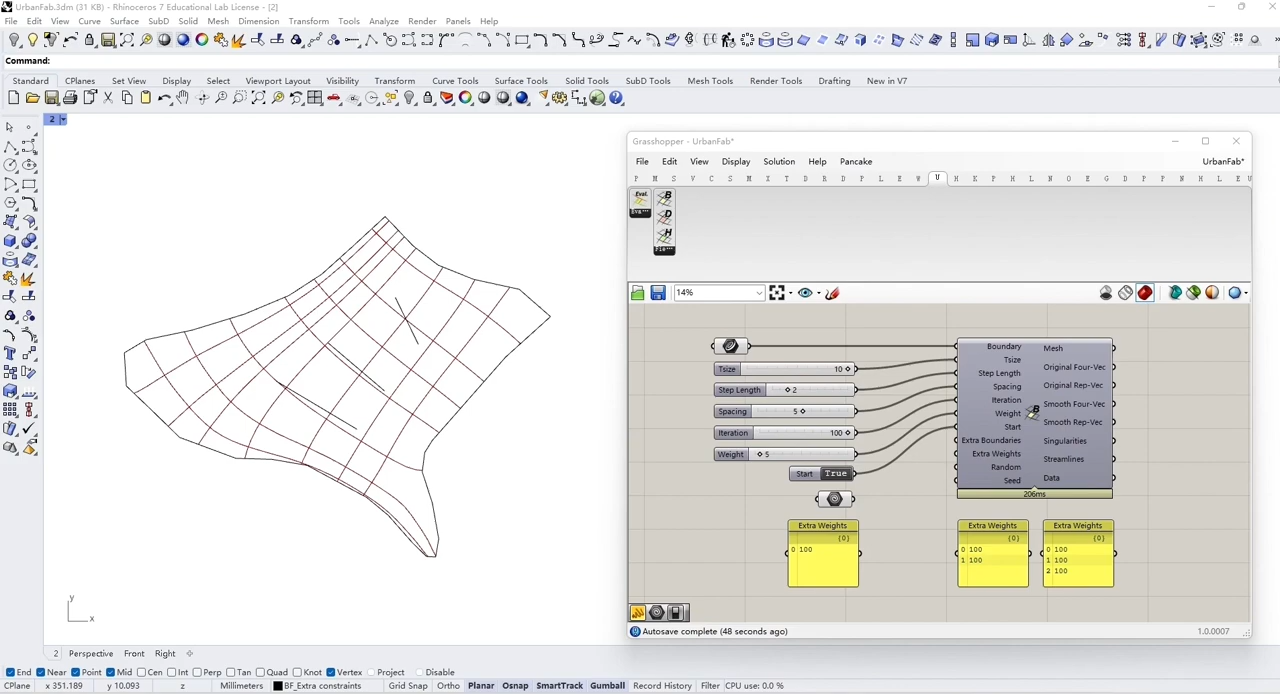 UrbanFab.3dm (31 KB) - Rhinoceros 7 Educational Lab License - [2]
File Edit View Curve Surface SubD Solid Mesh Dimension Transform Tools Analyze Render Panels Help
Command:
Standard CPlanes Set View Display Select Viewport Layout Visibility Transform Curve Tools Surface Tools Solid Tools SubD Tools Mesh Tools Render Tools Drafting New in V7
2
Grasshopper - UrbanFab*
File Edit View Display Solution Help Pancake UrbanFab*
P M S V C S M X T D R D P L E W U H K P H L N O E G D P N H L E U
Eval
B
D
H
14%
Boundary
Tsize
Step Length
Spacing
Iteration
Weight
Start
Extra Boundaries
Extra Weights
Random
Seed
B
Mesh
Original Four-Vec
Original Rep-Vec
Smooth Four-Vec
Smooth Rep-Vec
Singularities
Streamlines
Data
206ms
Tsize 10
Step Length 2
Spacing 5
Iteration 100
Weight 5
Start True
Extra Weights
{0}
0 100
Extra Weights
{0}
0 100
1 100
Extra Weights
{0}
0 100
1 100
2 100
Autosave complete (48 seconds ago) 1.0.0007
y
x
2 Perspective Front Right
End Near Point Mid Cen Int Perp Tan Quad Knot Vertex Project Disable
CPlane x 351.189 y 10.093 z Millimeters BF_Extra constraints Grid Snap Ortho Planar Osnap SmartTrack Gumball Record History Filter CPU use: 0.0 %